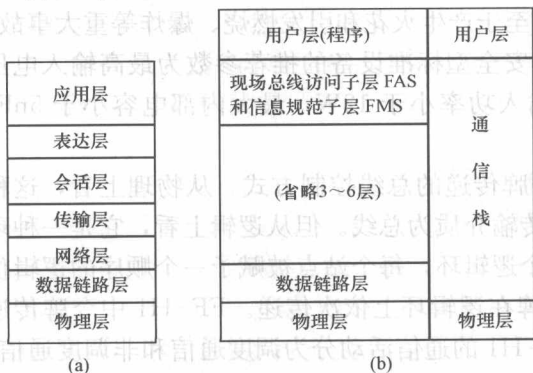 用户层(程序)
用户层
应用层
表达层
会话层
传输层
网络层
数据链路层
物理层
(a)
现场总线访问子层 FAS
和信息规范子层 FMS
(省略3~6层)
数据链路层
物理层
通
信
栈
物理层
(b)